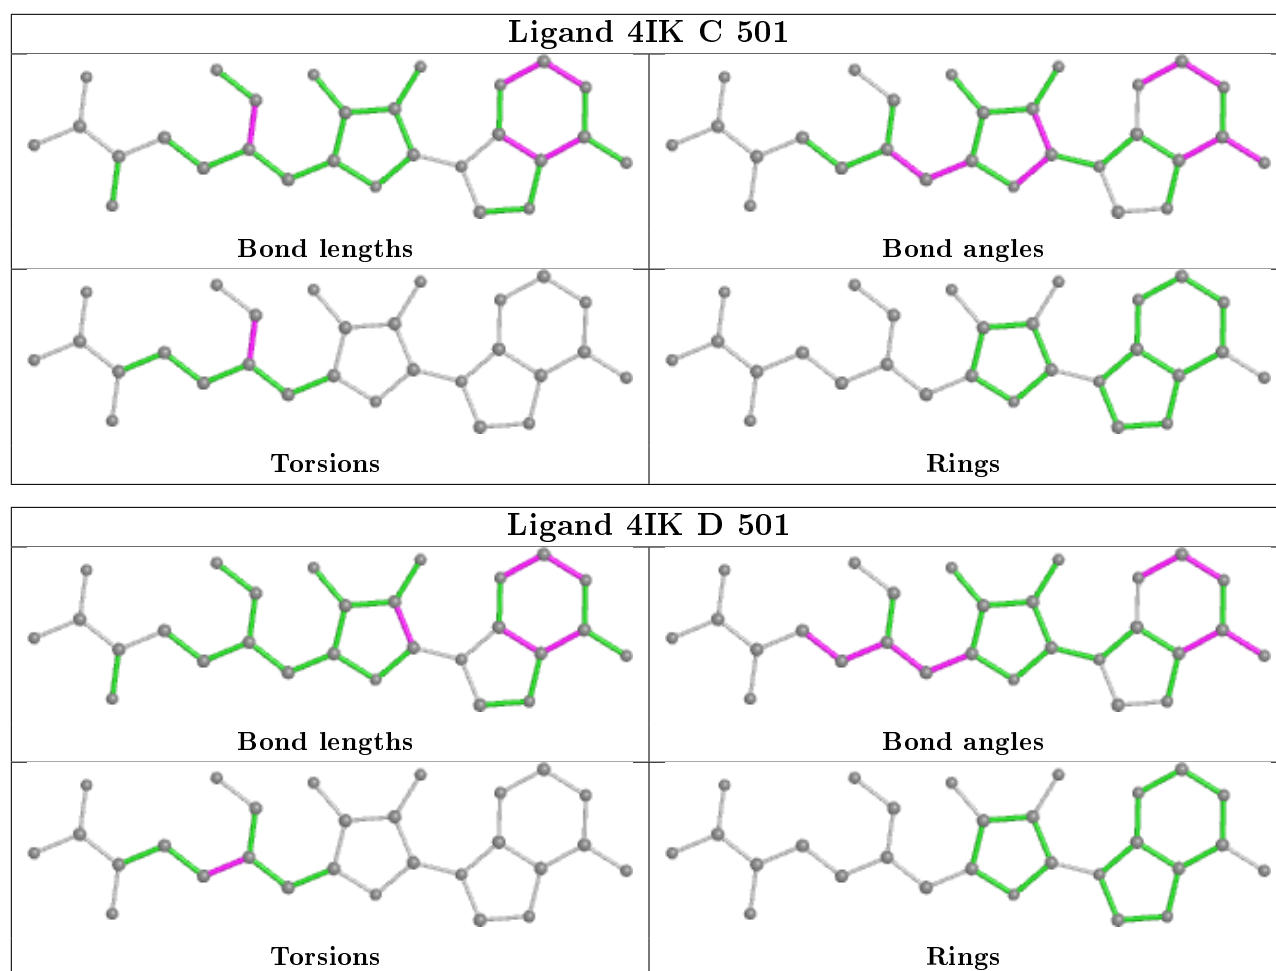 Ligand 4IK C 501
Bond lengths
Bond angles
Torsions
Rings
Ligand 4IK D 501
Bond lengths
Bond angles
Torsions
Rings